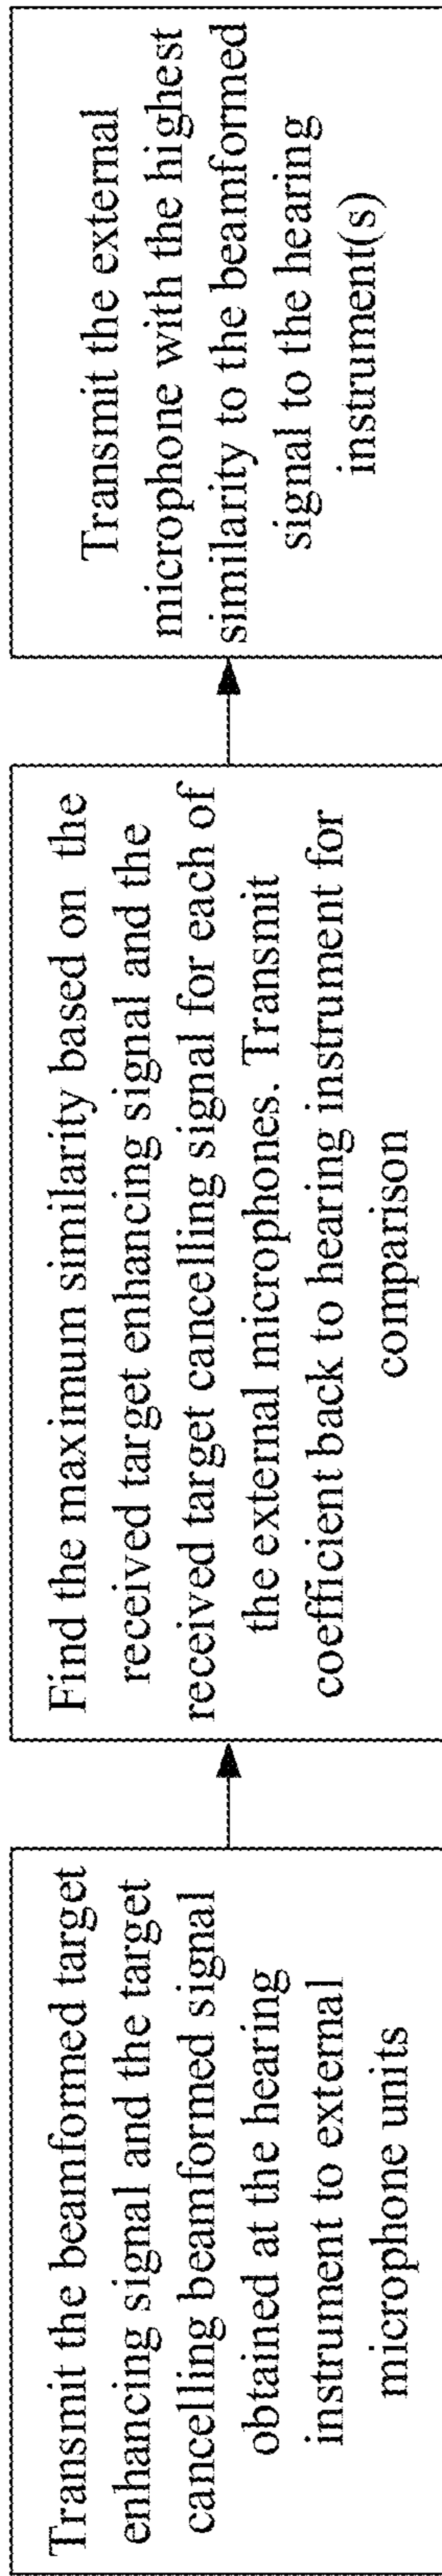 Transmit the beamformed target
enhancing signal and the target
cancelling beamformed signal
obtained at the hearing
instrument to external
microphone units
Find the maximum similarity based on the
received target enhancing signal and the
received target cancelling signal for each of
the external microphones. Transmit
coefficient back to hearing instrument for
comparison
Transmit the external
microphone with the highest
similarity to the beamformed
signal to the hearing
instrument(s)